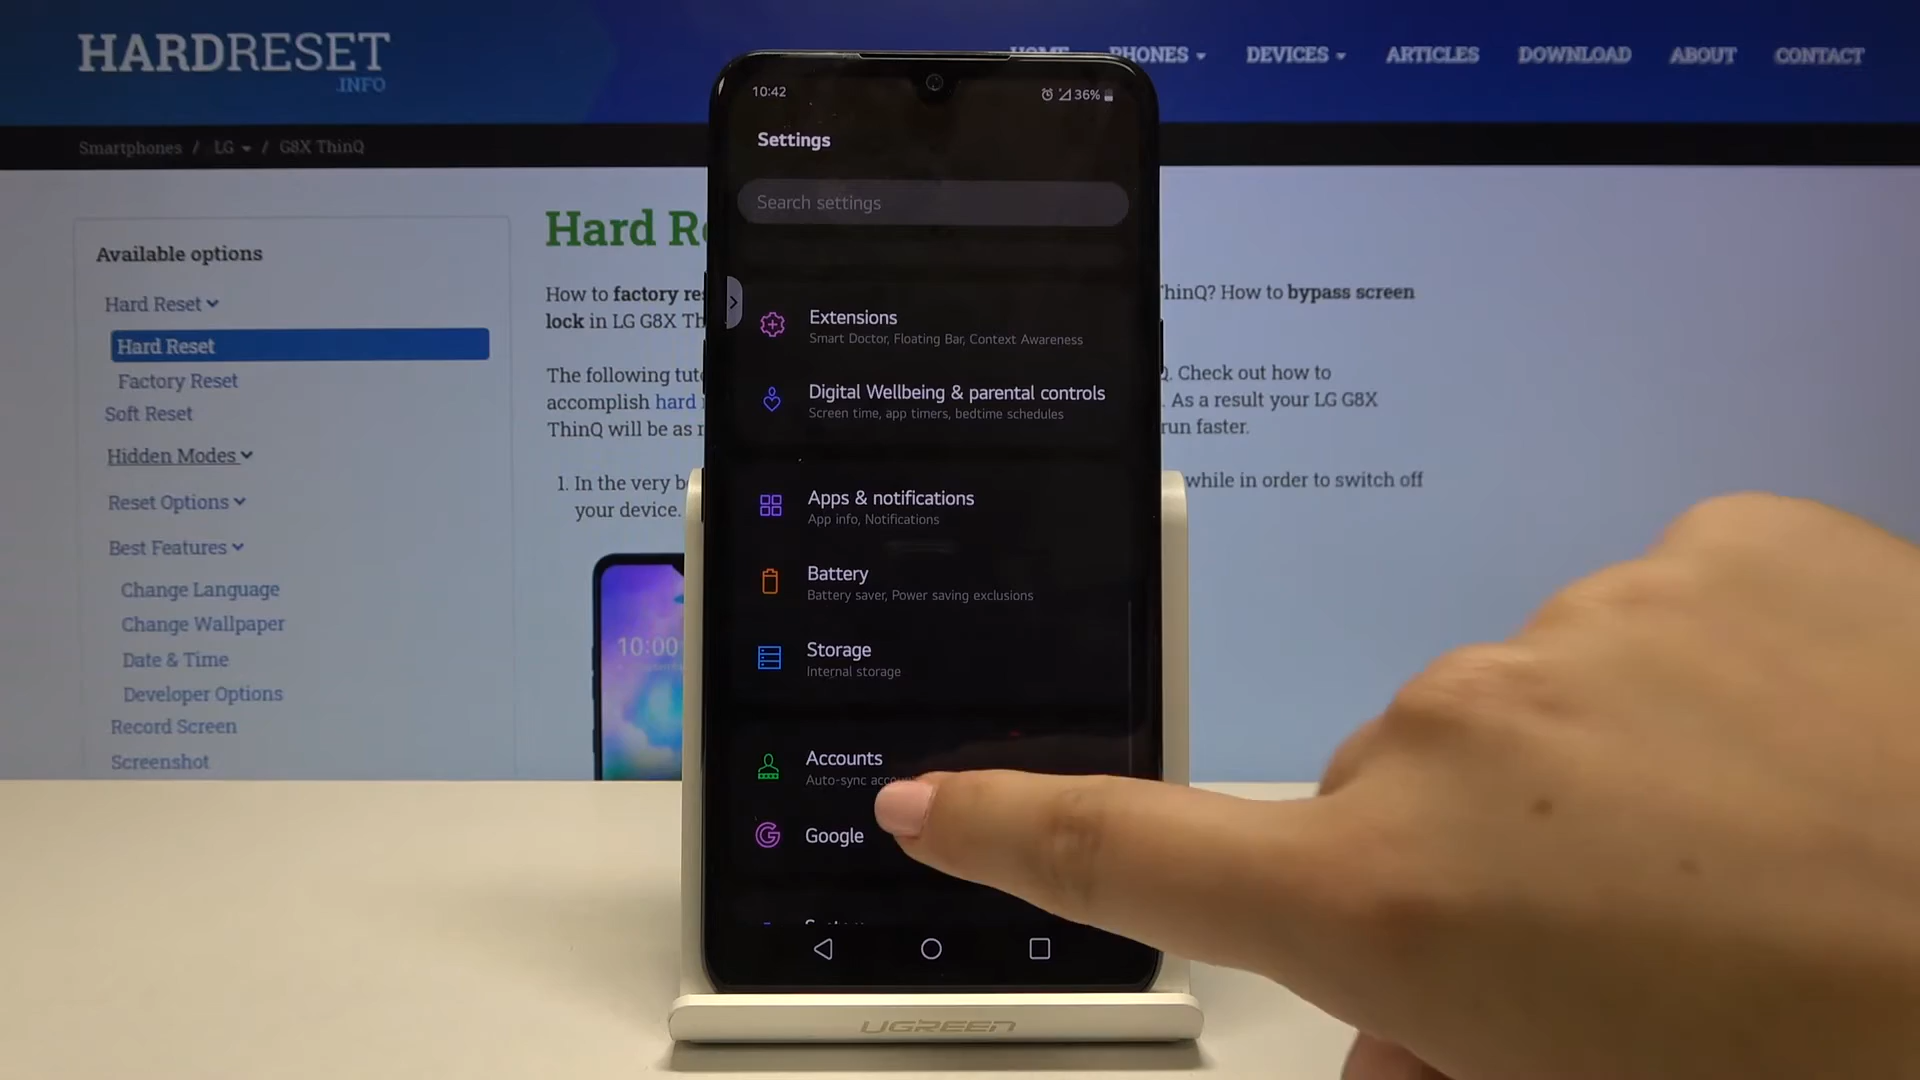 HARDRESET
.INFO
PHONES
DEVICES
ARTICLES
DOWNLOAD
ABOUT
CONTACT
Smartphones / LG / G8X ThinQ
Available options
Hard Reset
Hard Reset
Factory Reset
Soft Reset
Hidden Modes
Reset Options
Best Features
Change Language
Change Wallpaper
Date & Time
Developer Options
Record Screen
Screenshot
Hard
How to factory
? How to bypass screen
lock in LG G8X
The following
. Check out how to
accomplish hard
. As a result your LG G8X
ThinQ will be as
run faster.
1. In the very
while in order to switch off
your device.
10:00
10:42
36%
Settings
Search settings
Extensions
Smart Doctor, Floating Bar, Context Awareness
Digital Wellbeing & parental controls
Screen time, app timers, bedtime schedules
Apps & notifications
App info, Notifications
Battery
Battery saver, Power saving exclusions
Storage
Internal storage
Accounts
Auto-sync
Google
UGREEN